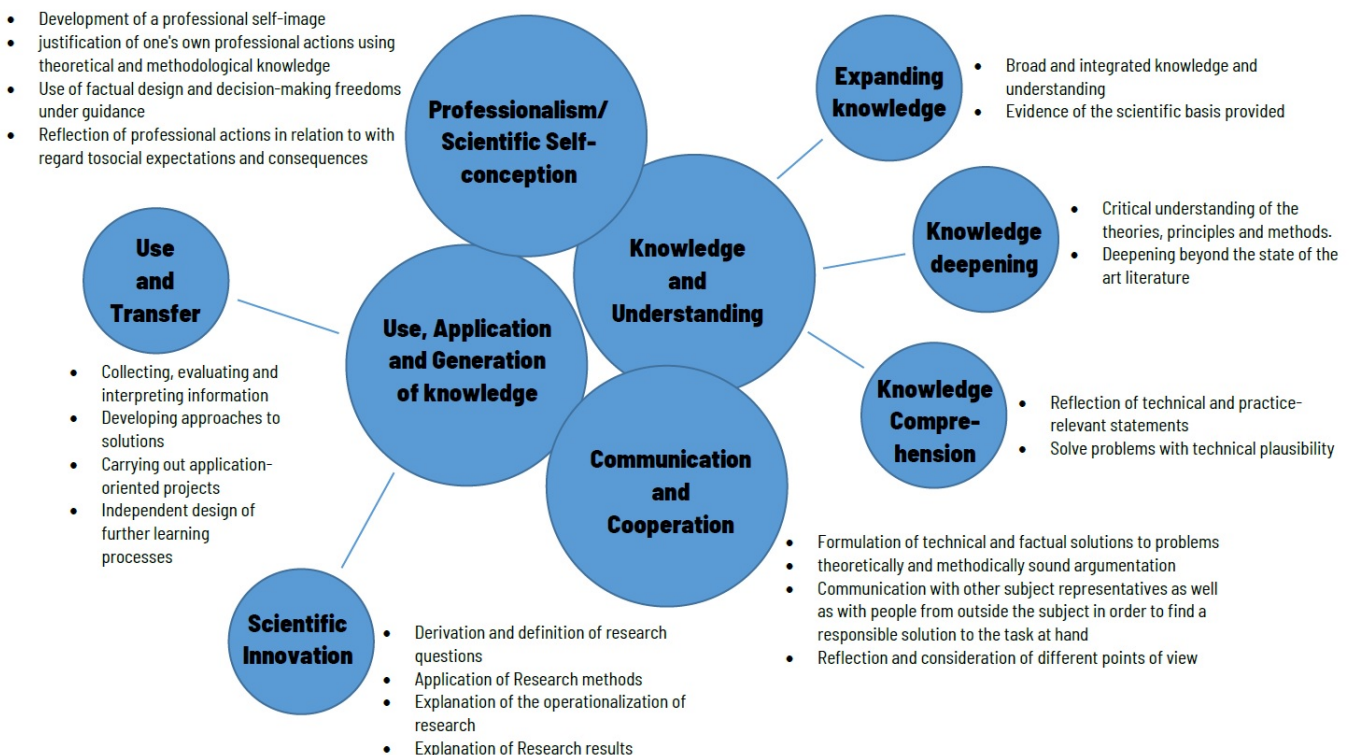 • Development of a professional self-image
• justification of one's own professional actions using
theoretical and methodological knowledge
• Use of factual design and decision-making freedoms
under guidance
• Reflection of professional actions in relation to with
regard tosocial expectations and consequences
Professionalism/
Scientific Self-
conception
Expanding
knowledge
• Broad and integrated knowledge and
understanding
• Evidence of the scientific basis provided
Knowledge
and
Understanding
Knowledge
deepening
• Critical understanding of the
theories, principles and methods.
• Deepening beyond the state of the
art literature
Use
and
Transfer
• Collecting, evaluating and
interpreting information
• Developing approaches to
solutions
• Carrying out application-
oriented projects
• Independent design of
further learning
processes
Use, Application
and Generation
of knowledge
Knowledge
Compre-
hension
• Reflection of technical and practice-
relevant statements
• Solve problems with technical plausibility
Communication
and
Cooperation
• Formulation of technical and factual solutions to problems
• theoretically and methodically sound argumentation
• Communication with other subject representatives as well
as with people from outside the subject in order to find a
responsible solution to the task at hand
• Reflection and consideration of different points of view
Scientific
Innovation
• Derivation and definition of research
questions
• Application of Research methods
• Explanation of the operationalization of
research
• Explanation of Research results